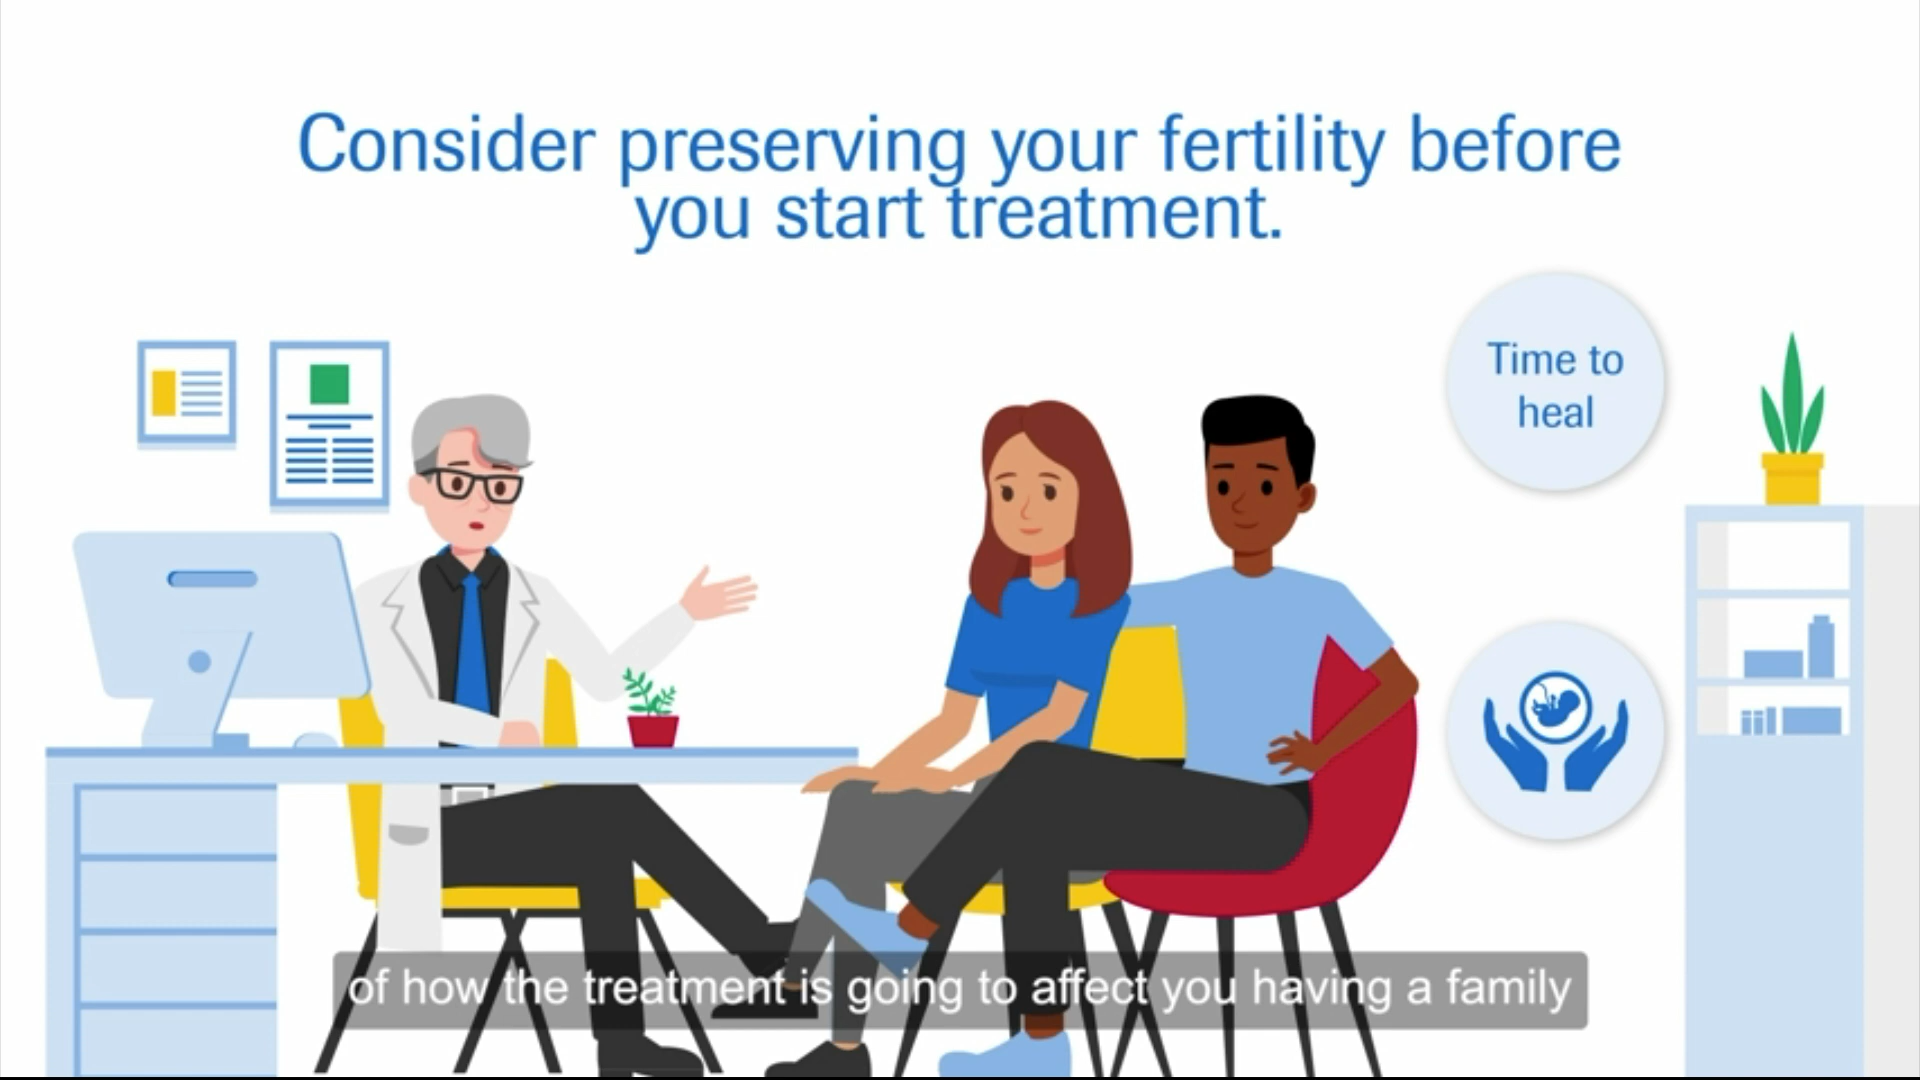 Consider preserving your fertility before
you start treatment.
Time to
heal
of how the treatment is going to affect you having a family